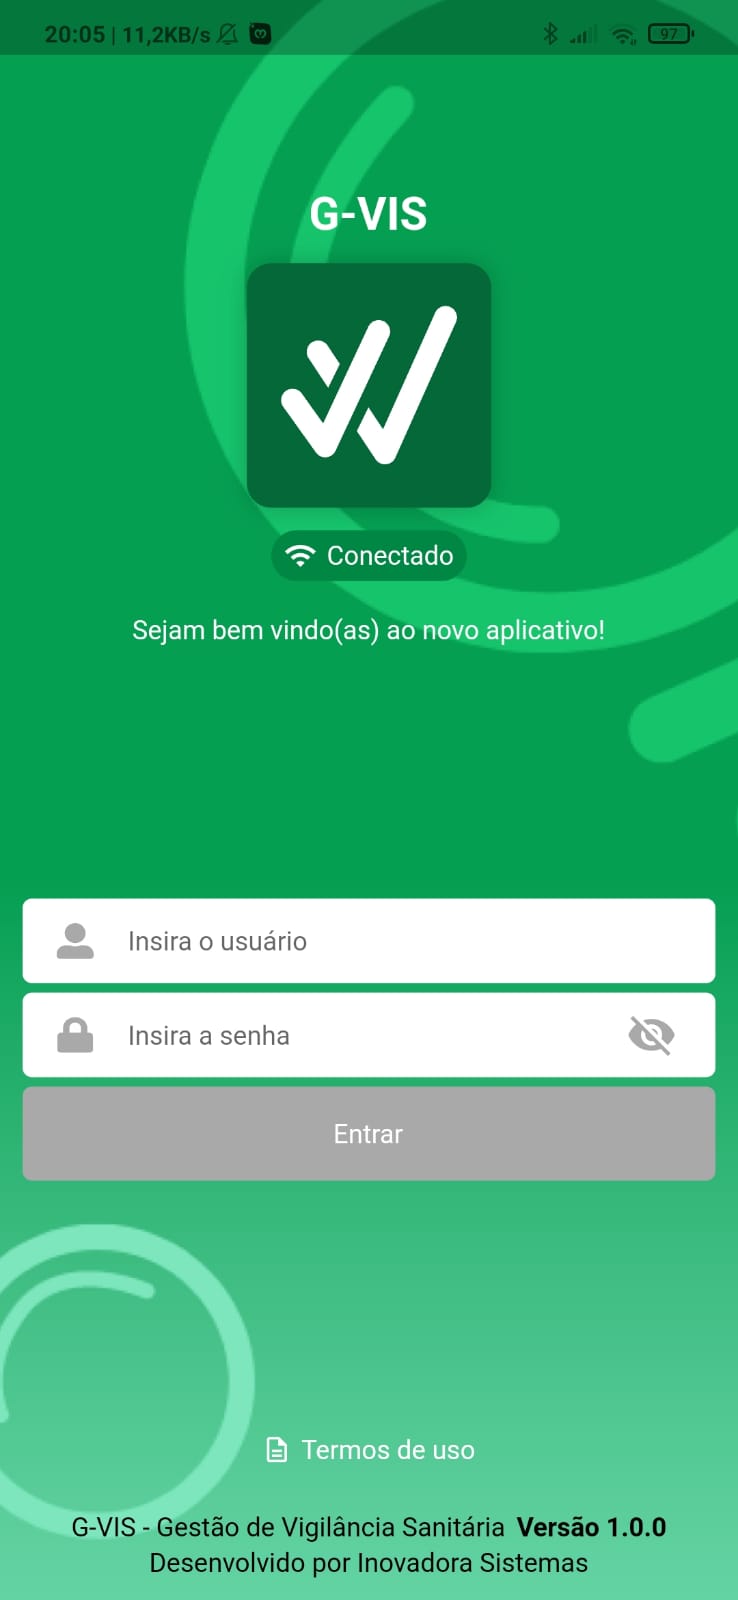 20:05 | 11,2KB/s
97
G-VIS
Conectado
Sejam bem vindo(as) ao novo aplicativo!
Insira o usuário
Insira a senha
Entrar
Termos de uso
G-VIS - Gestão de Vigilância Sanitária Versão 1.0.0
Desenvolvido por Inovadora Sistemas